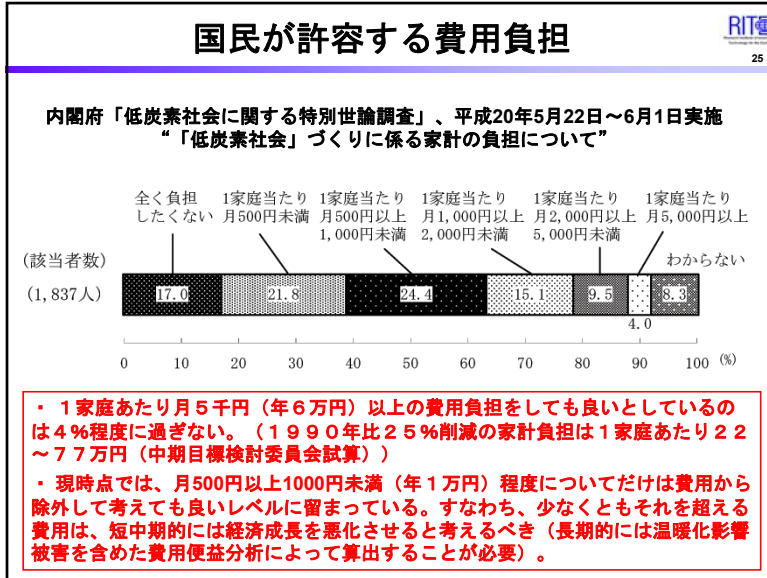 国民が許容する費用負担
RITE
25
内閣府「低炭素社会に関する特別世論調査」、平成20年5月22日～6月1日実施
“「低炭素社会」づくりに係る家計の負担について”
全く負担
したくない
1家庭当たり
月500円未満
1家庭当たり
月500円以上
1,000円未満
1家庭当たり
月1,000円以上
2,000円未満
1家庭当たり
月2,000円以上
5,000円未満
1家庭当たり
月5,000円以上
わからない
(該当者数)
(1,837人)
17.0 21.8 24.4 15.1 9.5 8.3
4.0
0 10 20 30 40 50 60 70 80 90 100 (%)
・ １家庭あたり月５千円（年６万円）以上の費用負担をしても良いとしているの
は４％程度に過ぎない。（１９９０年比２５％削減の家計負担は１家庭あたり２２
～７７万円（中期目標検討委員会試算））
・ 現時点では、月500円以上1000円未満（年１万円）程度についてだけは費用から
除外して考えても良いレベルに留まっている。すなわち、少なくともそれを超える
費用は、短中期的には経済成長を悪化させると考えるべき（長期的には温暖化影響
被害を含めた費用便益分析によって算出することが必要）。